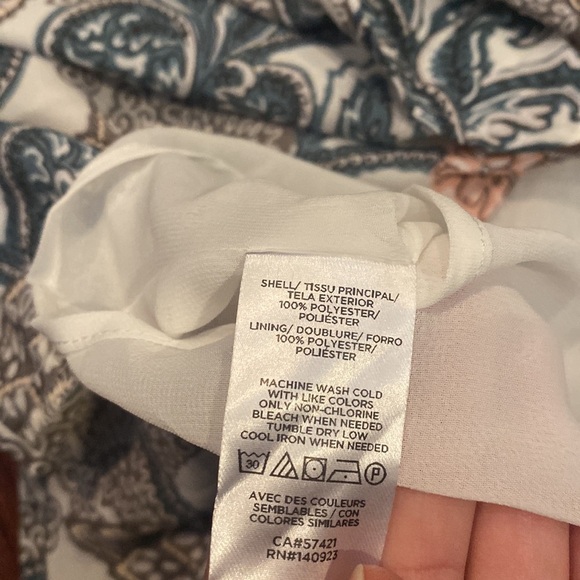 SHELL/ TISSU PRINCIPAL/
TELA EXTERIOR
100% POLYESTER/
POLIÉSTER
LINING/ DOUBLURE/ FORRO
100% POLYESTER/
POLIÉSTER
MACHINE WASH COLD
WITH LIKE COLORS
ONLY NON-CHLORINE
BLEACH WHEN NEEDED
TUMBLE DRY LOW
COOL IRON WHEN NEEDED
30 P
AVEC DES COULEURS
SEMBLABLES / CON
COLORES SIMILARES
CA#57421
RN#140923